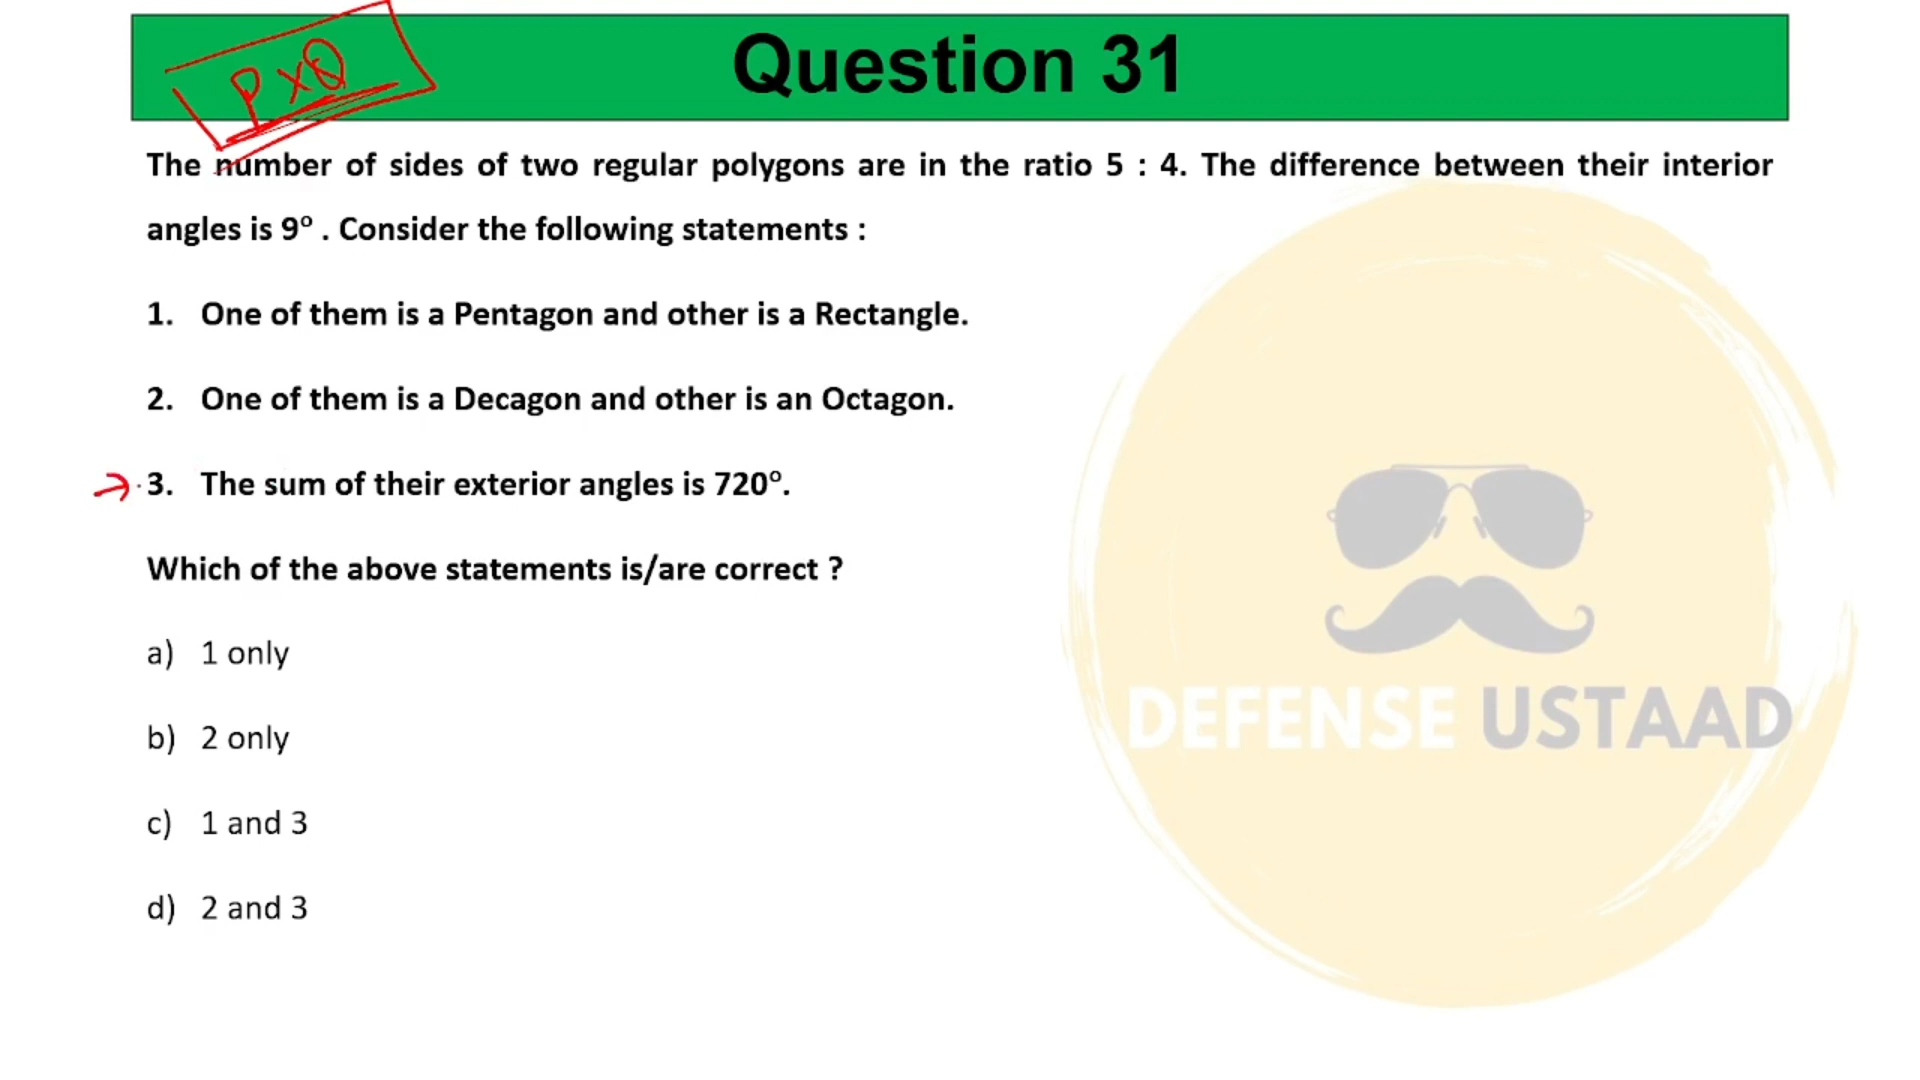 P×Q
Question 31
The number of sides of two regular polygons are in the ratio 5 : 4. The difference between their interior
angles is 9º . Consider the following statements :
1. One of them is a Pentagon and other is a Rectangle.
2. One of them is a Decagon and other is an Octagon.
3. The sum of their exterior angles is 720º.
Which of the above statements is/are correct ?
a) 1 only
b) 2 only
c) 1 and 3
d) 2 and 3
DEFENSE USTAAD